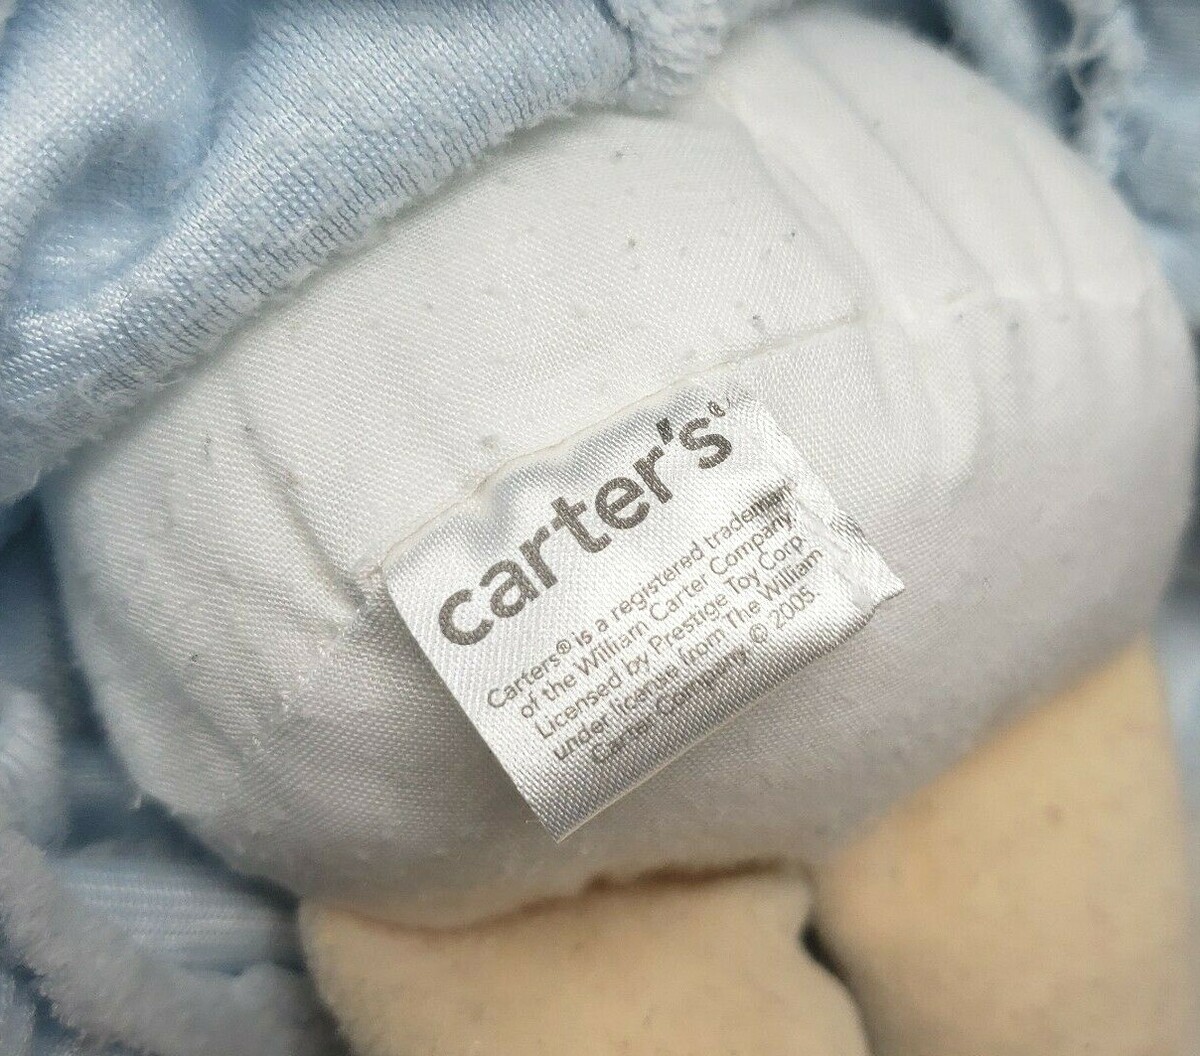 carter's®
Carters® is a registered trademark
of the William Carter Company.
Licensed by Prestige Toy Corp.
under license from The William
Carter Company. © 2005.